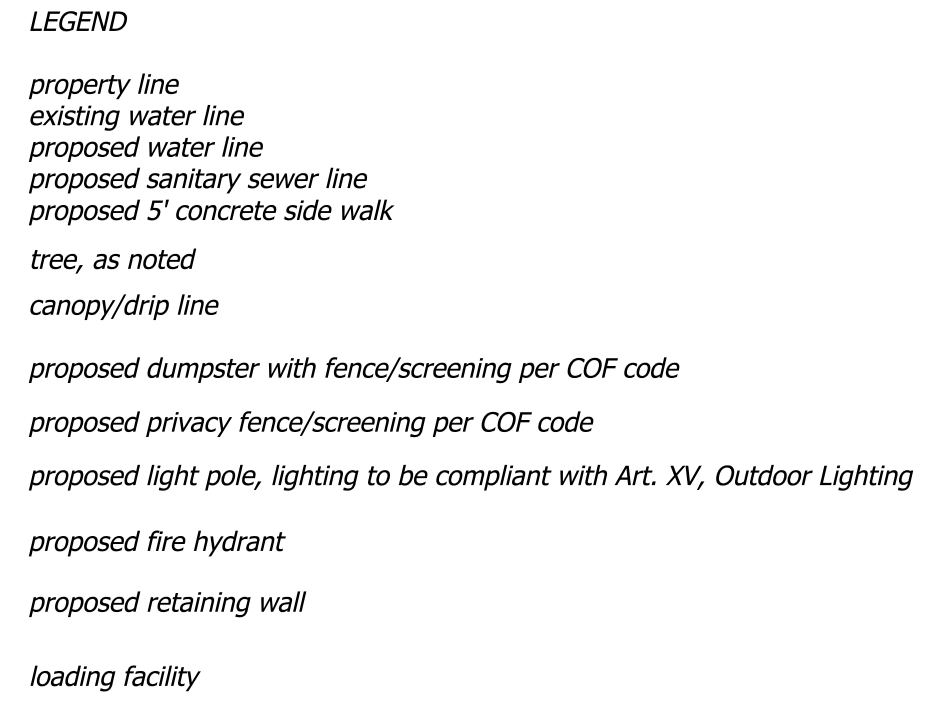 LEGEND
property line
existing water line
proposed water line
proposed sanitary sewer line
proposed 5' concrete side walk
tree, as noted
canopy/drip line
proposed dumpster with fence/screening per COF code
proposed privacy fence/screening per COF code
proposed light pole, lighting to be compliant with Art. XV, Outdoor Lighting
proposed fire hydrant
proposed retaining wall
loading facility